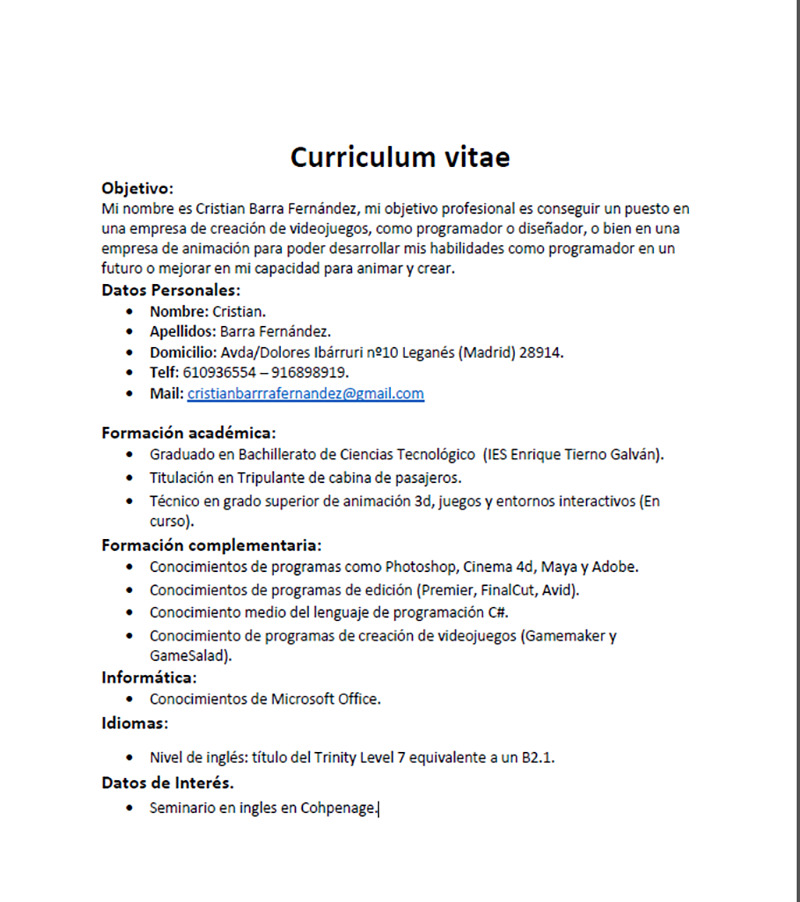 Curriculum vitae
Objetivo:
Mi nombre es Cristian Barra Fernández, mi objetivo profesional es conseguir un puesto en
una empresa de creación de videojuegos, como programador o diseñador, o bien en una
empresa de animación para poder desarrollar mis habilidades como programador en un
futuro o mejorar en mi capacidad para animar y crear.
Datos Personales:
• Nombre: Cristian.
• Apellidos: Barra Fernández.
• Domicilio: Avda/Dolores Ibárruri nº10 Leganés (Madrid) 28914.
• Telf: 610936554 – 916898919.
• Mail: cristianbarrrafernandez@gmail.com
Formación académica:
• Graduado en Bachillerato de Ciencias Tecnológico (IES Enrique Tierno Galván).
• Titulación en Tripulante de cabina de pasajeros.
• Técnico en grado superior de animación 3d, juegos y entornos interactivos (En
curso).
Formación complementaria:
• Conocimientos de programas como Photoshop, Cinema 4d, Maya y Adobe.
• Conocimientos de programas de edición (Premier, FinalCut, Avid).
• Conocimiento medio del lenguaje de programación C#.
• Conocimiento de programas de creación de videojuegos (Gamemaker y
GameSalad).
Informática:
• Conocimientos de Microsoft Office.
Idiomas:
• Nivel de inglés: título del Trinity Level 7 equivalente a un B2.1.
Datos de Interés.
• Seminario en ingles en Cohpenage.